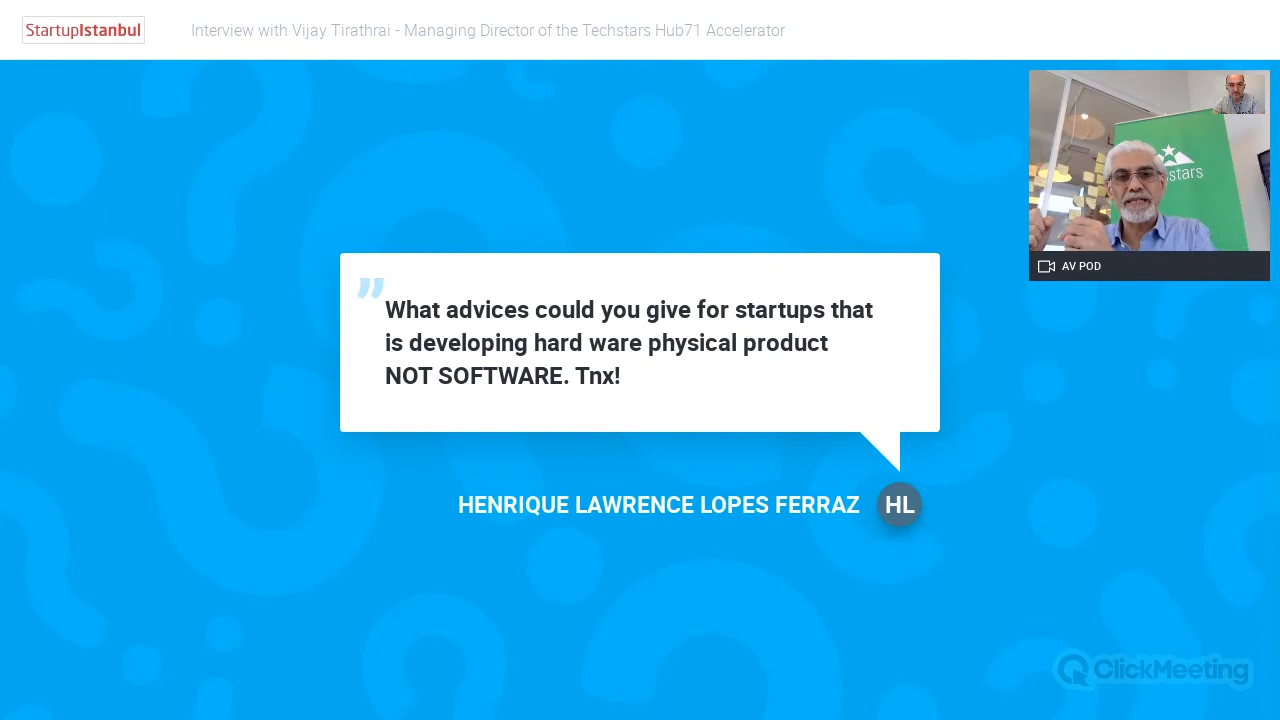 StartupIstanbul
Interview with Vijay Tirathrai - Managing Director of the Techstars Hub71 Accelerator
stars
AV POD
What advices could you give for startups that
is developing hard ware physical product
NOT SOFTWARE. Tnx!
HENRIQUE LAWRENCE LOPES FERRAZ
HL
ClickMeeting